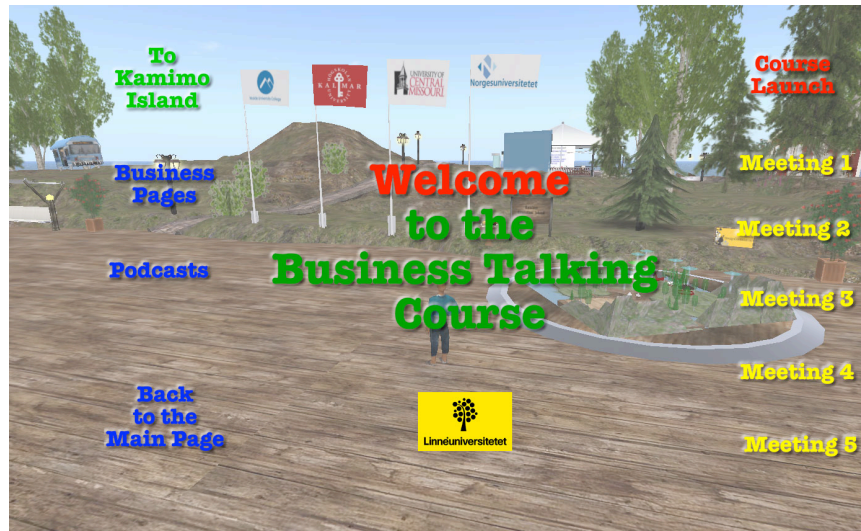 To
Kamimo
Island
HÖGSKOLAN
KALMAR
UNIVERSITY OF
CENTRAL
MISSOURI.
Norgesuniversitetet
Course
Launch
Business
Pages
Podcasts
Back
to the
Main Page
Welcome
to the
Business Talking
Course
Linnéuniversitetet
Meeting 1
Meeting 2
Meeting 3
Meeting 4
Meeting 5